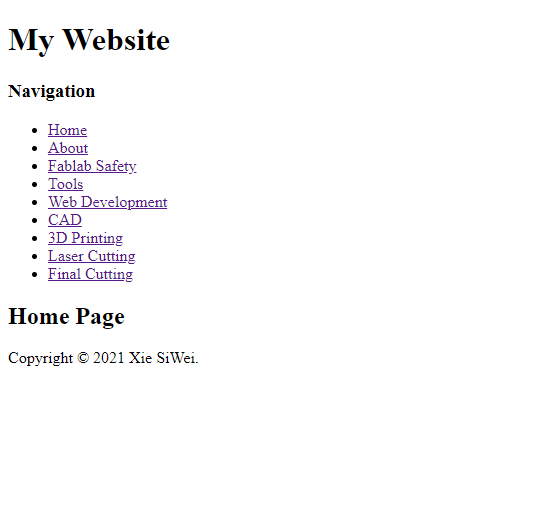 My Website
Navigation
Home
About
Fablab Safety
Tools
Web Development
CAD
3D Printing
Laser Cutting
Final Cutting
Home Page
Copyright © 2021 Xie SiWei.